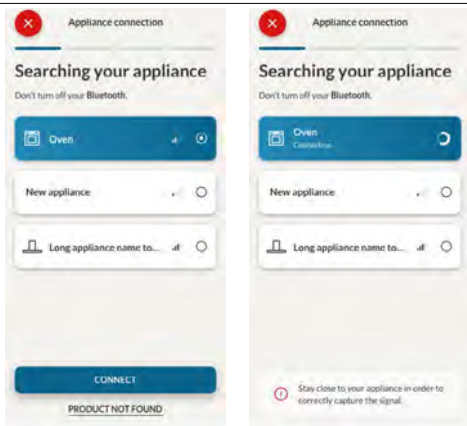 Appliance connection
Searching your appliance
Don't turn off your Bluetooth.
Oven
New appliance
Long appliance name to...
CONNECT
PRODUCT NOT FOUND
Appliance connection
Searching your appliance
Don't turn off your Bluetooth.
Oven
Connecting...
New appliance
Long appliance name to...
Stay close to your appliance in order to
correctly capture the signal.